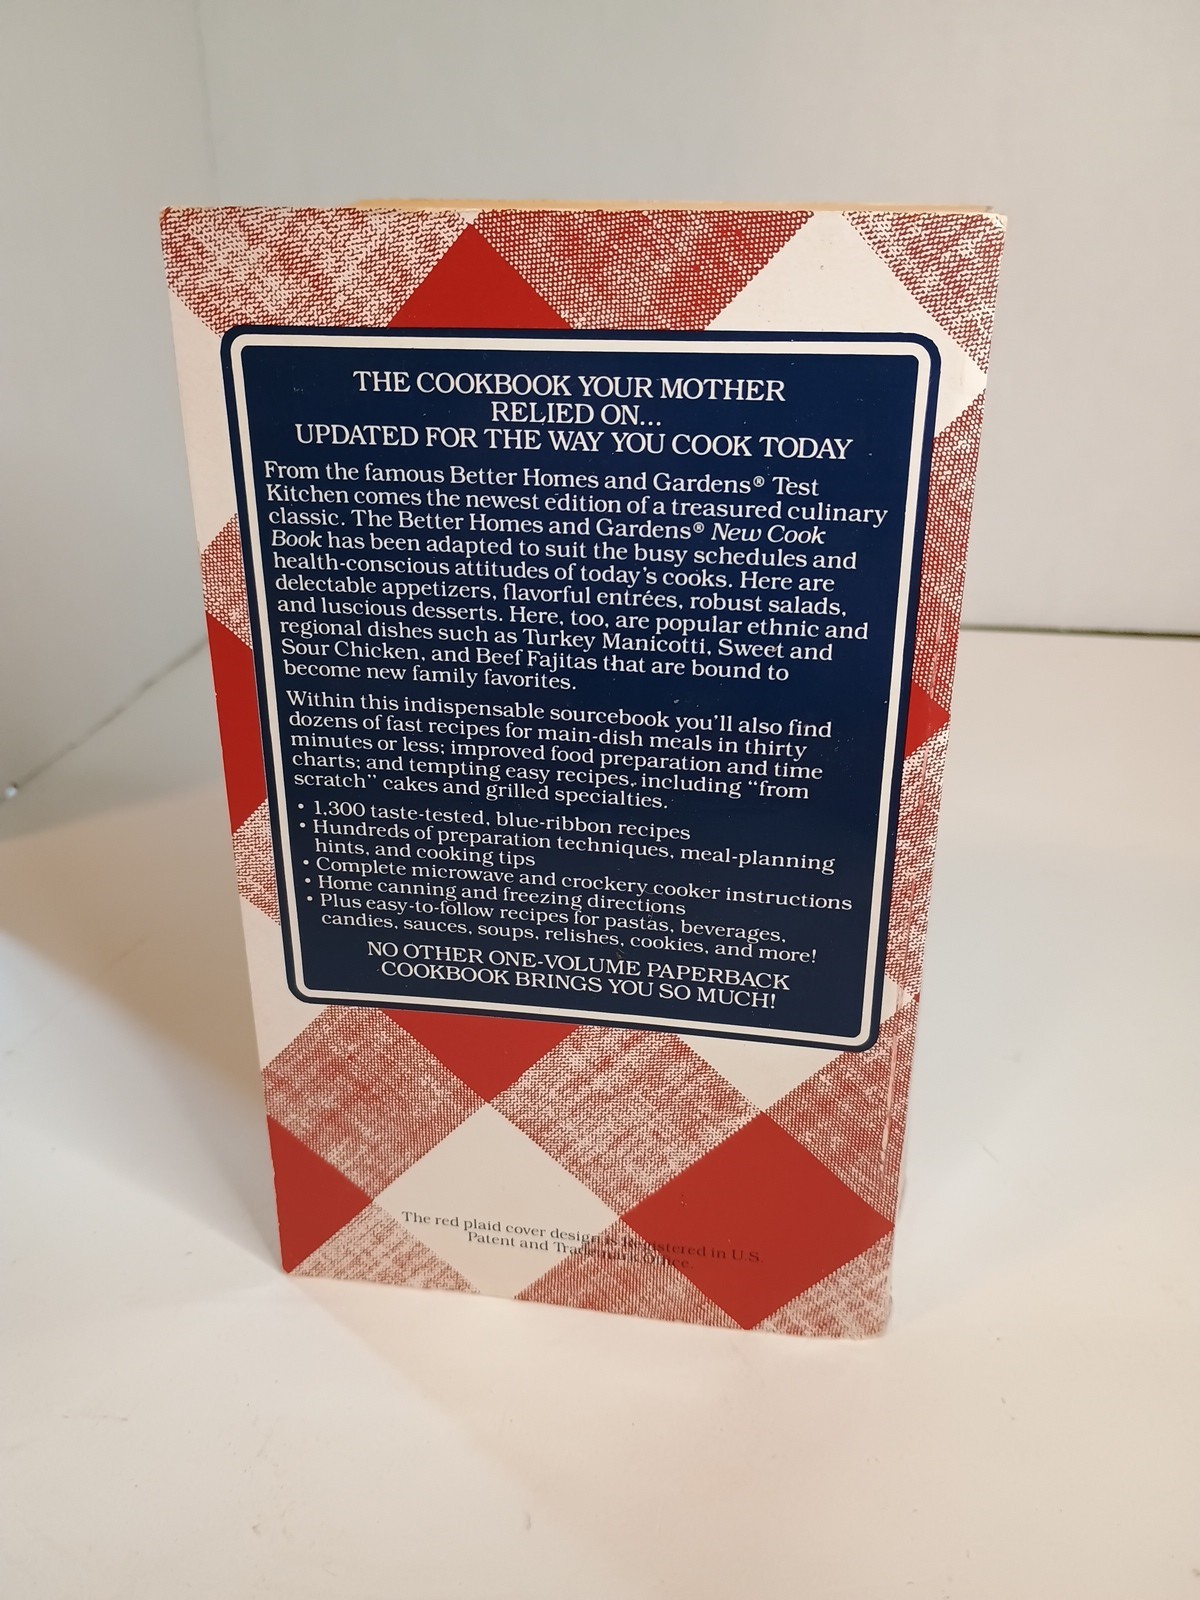 THE COOKBOOK YOUR MOTHER
RELIED ON...
UPDATED FOR THE WAY YOU COOK TODAY
From the famous Better Homes and Gardens® Test
Kitchen comes the newest edition of a treasured culinary
classic. The Better Homes and Gardens® New Cook
Book has been adapted to suit the busy schedules and
health-conscious attitudes of today's cooks. Here are
delectable appetizers, flavorful entrées, robust salads,
and luscious desserts. Here, too, are popular ethnic and
regional dishes such as Turkey Manicotti, Sweet and
Sour Chicken, and Beef Fajitas that are bound to
become new family favorites.
Within this indispensable sourcebook you'll also find
dozens of fast recipes for main-dish meals in thirty
minutes or less; improved food preparation and time
charts; and tempting easy recipes, including "from
scratch" cakes and grilled specialties.
• 1,300 taste-tested, blue-ribbon recipes
• Hundreds of preparation techniques, meal-planning
hints, and cooking tips
• Complete microwave and crockery cooker instructions
• Home canning and freezing directions
• Plus easy-to-follow recipes for pastas, beverages,
candies, sauces, soups, relishes, cookies, and more!
NO OTHER ONE-VOLUME PAPERBACK
COOKBOOK BRINGS YOU SO MUCH!
The red plaid cover design is Registered in U.S.
Patent and Trademark Office.